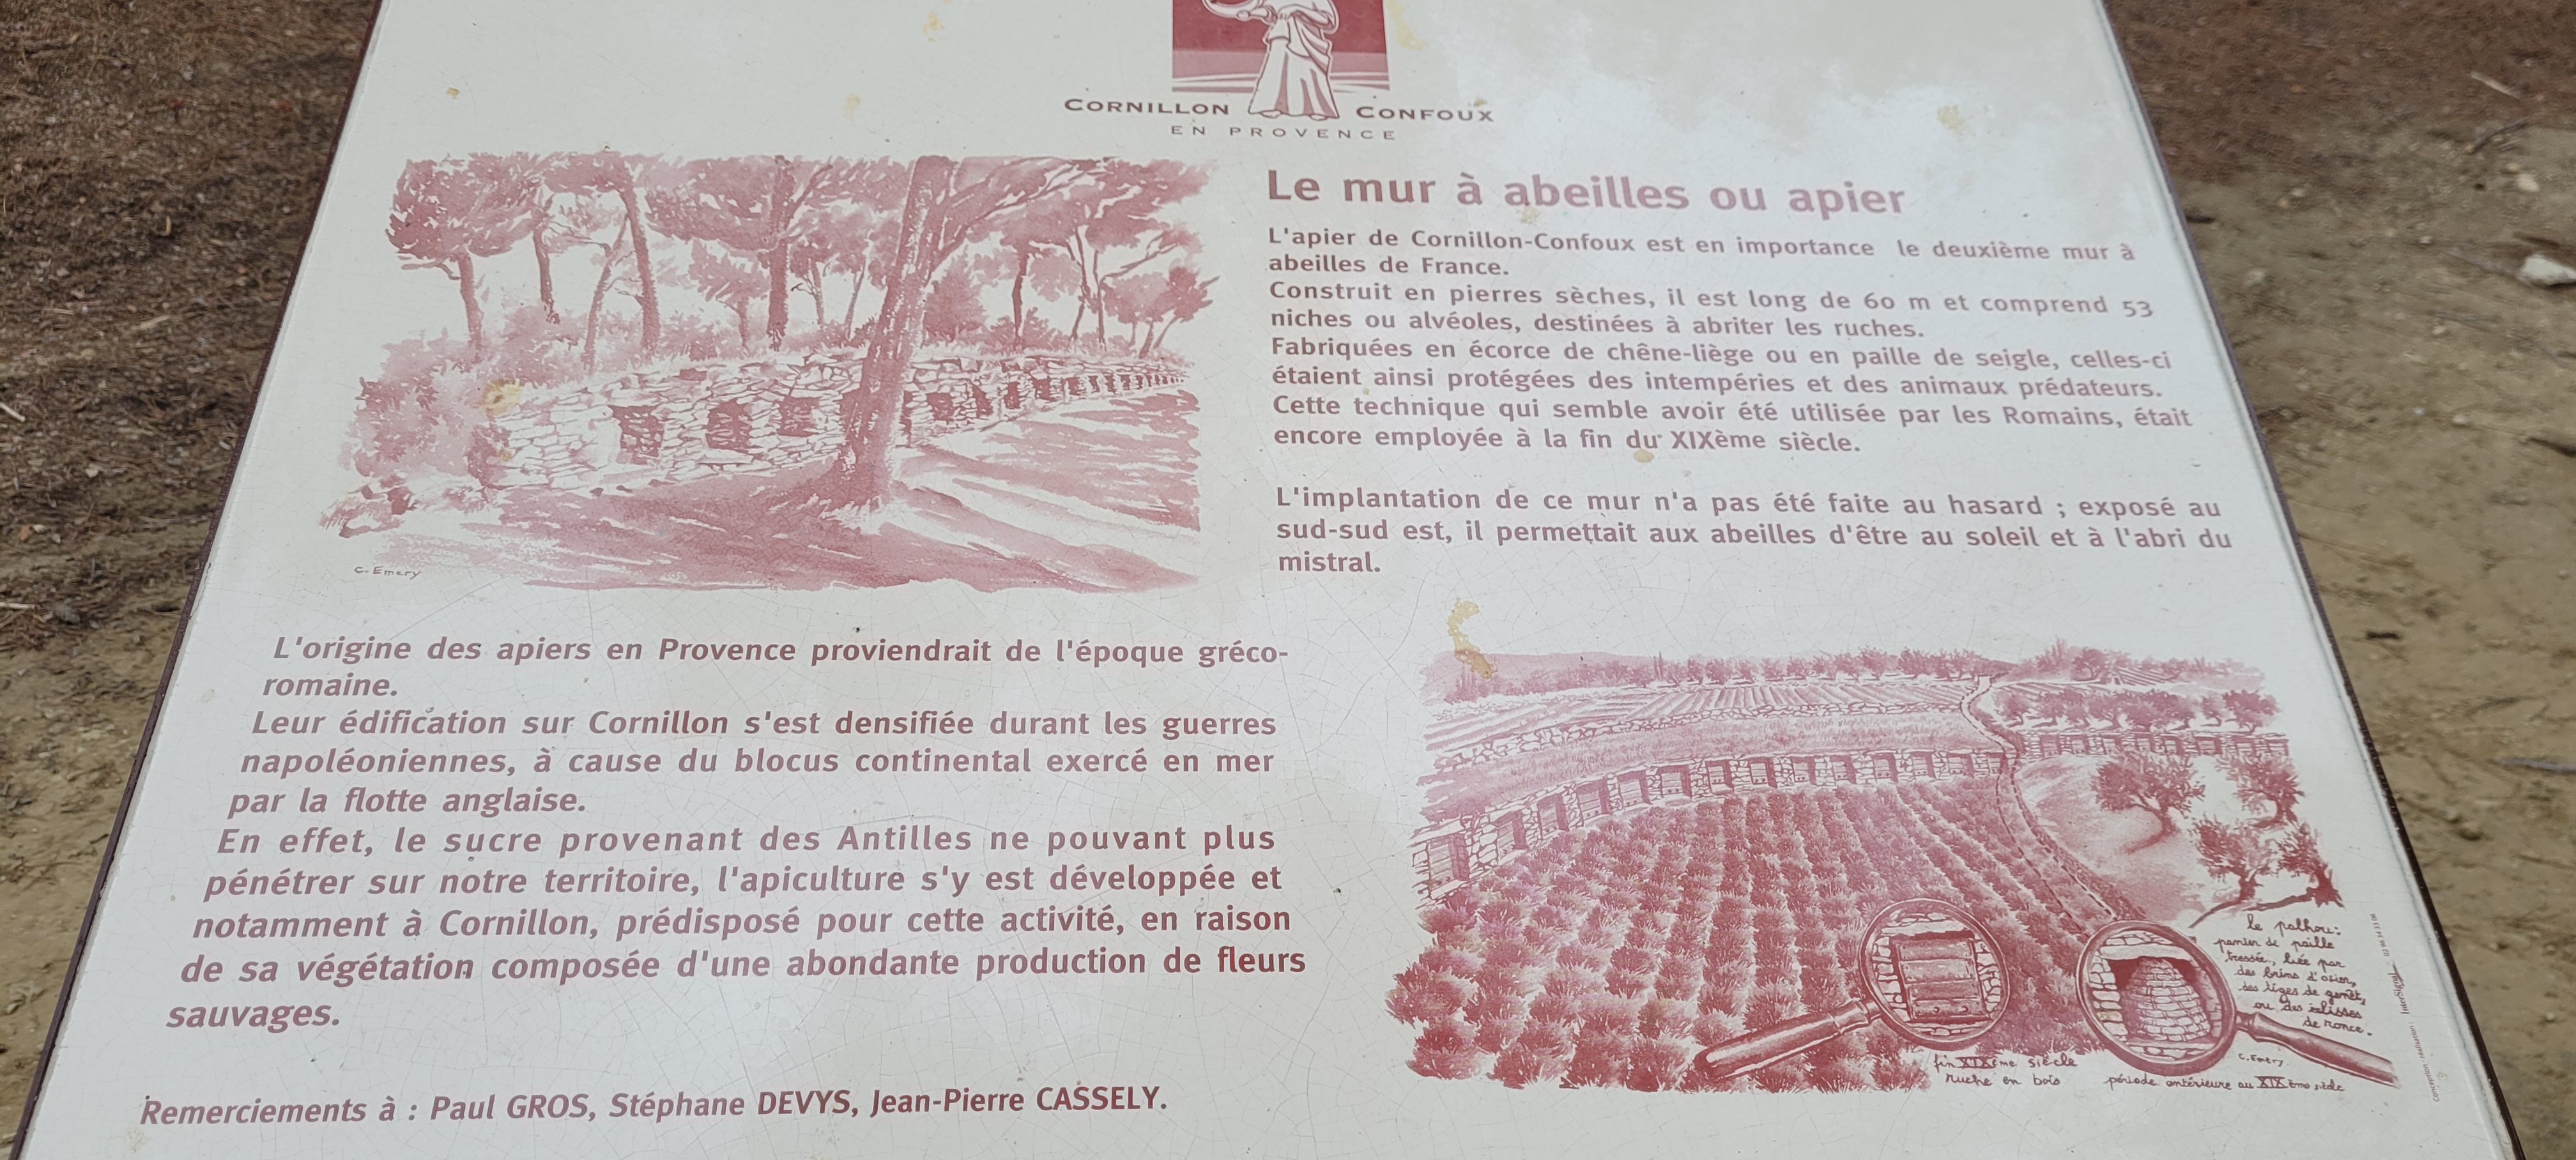 CORNILLON CONFOUX
EN PROVENCE
Le mur à abeilles ou apier
L'apier de Cornillon-Confoux est en importance le deuxième mur à
abeilles de France.
Construit en pierres sèches, il est long de 60 m et comprend 53
niches ou alvéoles, destinées à abriter les ruches.
Fabriquées en écorce de chêne-liège ou en paille de seigle, celles-ci
étaient ainsi protégées des intempéries et des animaux prédateurs.
Cette technique qui semble avoir été utilisée par les Romains, était
encore employée à la fin du XIXème siècle.
L'implantation de ce mur n'a pas été faite au hasard ; exposé au
sud-sud est, il permettait aux abeilles d'être au soleil et à l'abri du
mistral.
C. Emery
L'origine des apiers en Provence proviendrait de l'époque gréco-
romaine.
Leur édification sur Cornillon s'est densifiée durant les guerres
napoléoniennes, à cause du blocus continental exercé en mer
par la flotte anglaise.
En effet, le sucre provenant des Antilles ne pouvant plus
pénétrer sur notre territoire, l'apiculture s'y est développée et
notamment à Cornillon, prédisposé pour cette activité, en raison
de sa végétation composée d'une abondante production de fleurs
sauvages.
Remerciements à : Paul GROS, Stéphane DEVYS, Jean-Pierre CASSELY.
le palhou:
panier de paille
tressée, liée par
des brins d'osier,
des tiges de genêt,
ou des éclisses
de ronce.
C. Emery
fin XIXème siècle
ruche en bois
période antérieure au XIXème siècle
Conception - réalisation : InterSignal